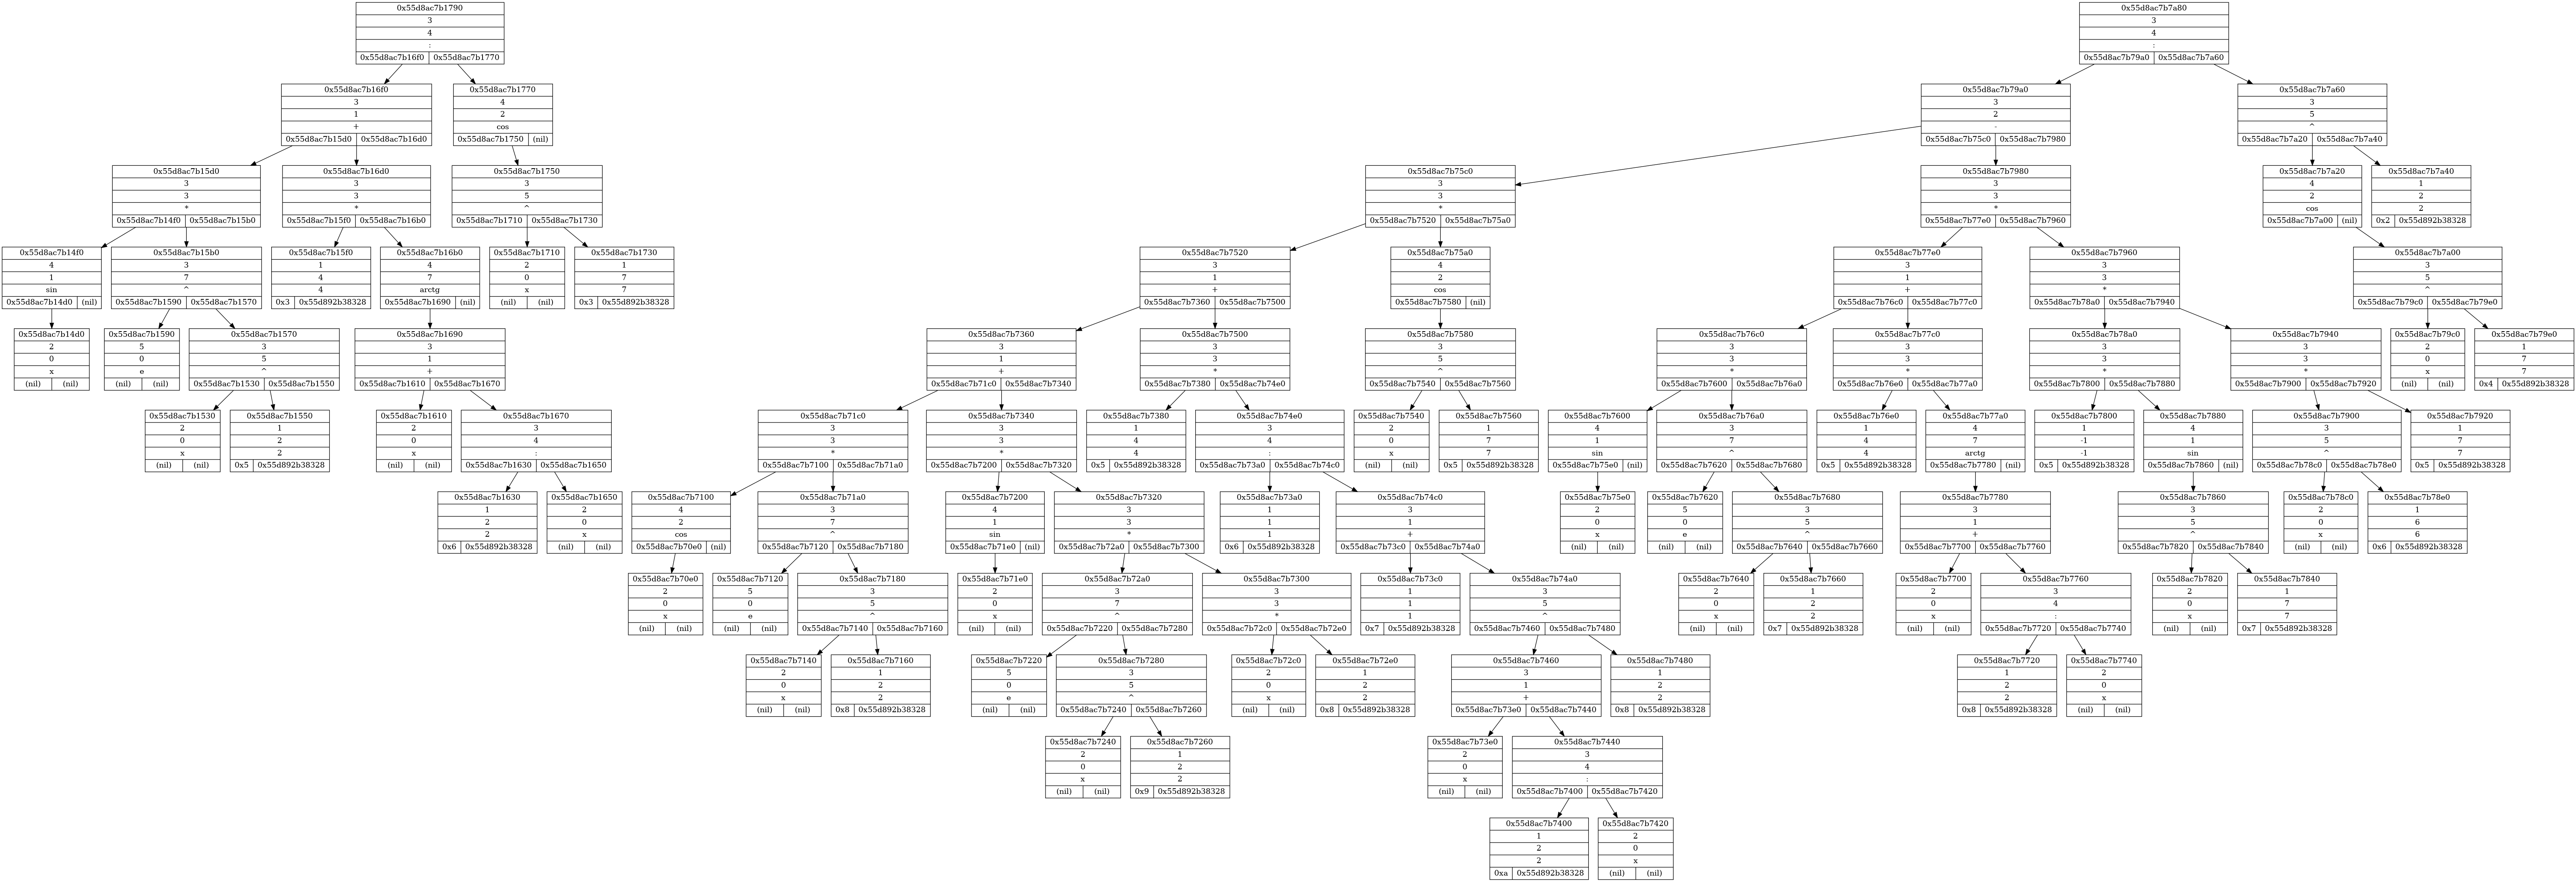 0x55d8ac7b1790
3
4
:
0x55d8ac7b16f0 0x55d8ac7b1770
0x55d8ac7b7a80
3
4
:
0x55d8ac7b79a0 0x55d8ac7b7a60
0x55d8ac7b16f0
3
1
+
0x55d8ac7b15d0 0x55d8ac7b16d0
0x55d8ac7b1770
4
2
cos
0x55d8ac7b1750 (nil)
0x55d8ac7b79a0
3
2
-
0x55d8ac7b75c0 0x55d8ac7b7980
0x55d8ac7b7a60
3
5
^
0x55d8ac7b7a20 0x55d8ac7b7a40
0x55d8ac7b15d0
3
3
*
0x55d8ac7b14f0 0x55d8ac7b15b0
0x55d8ac7b16d0
3
3
*
0x55d8ac7b15f0 0x55d8ac7b16b0
0x55d8ac7b1750
3
5
^
0x55d8ac7b1710 0x55d8ac7b1730
0x55d8ac7b75c0
3
3
*
0x55d8ac7b7520 0x55d8ac7b75a0
0x55d8ac7b7980
3
3
*
0x55d8ac7b77e0 0x55d8ac7b7960
0x55d8ac7b7a20
4
2
cos
0x55d8ac7b7a00 (nil)
0x55d8ac7b7a40
1
2
2
0x2 0x55d892b38328
0x55d8ac7b14f0
4
1
sin
0x55d8ac7b14d0 (nil)
0x55d8ac7b15b0
3
7
^
0x55d8ac7b1590 0x55d8ac7b1570
0x55d8ac7b15f0
1
4
4
0x3 0x55d892b38328
0x55d8ac7b16b0
4
7
arctg
0x55d8ac7b1690 (nil)
0x55d8ac7b1710
2
0
x
(nil) (nil)
0x55d8ac7b1730
1
7
7
0x3 0x55d892b38328
0x55d8ac7b7520
3
1
+
0x55d8ac7b7360 0x55d8ac7b7500
0x55d8ac7b75a0
4
2
cos
0x55d8ac7b7580 (nil)
0x55d8ac7b77e0
3
1
+
0x55d8ac7b76c0 0x55d8ac7b77c0
0x55d8ac7b7960
3
3
*
0x55d8ac7b78a0 0x55d8ac7b7940
0x55d8ac7b7a00
3
5
^
0x55d8ac7b79c0 0x55d8ac7b79e0
0x55d8ac7b14d0
2
0
x
(nil) (nil)
0x55d8ac7b1590
5
0
e
(nil) (nil)
0x55d8ac7b1570
3
5
^
0x55d8ac7b1530 0x55d8ac7b1550
0x55d8ac7b1690
3
1
+
0x55d8ac7b1610 0x55d8ac7b1670
0x55d8ac7b7360
3
1
+
0x55d8ac7b71c0 0x55d8ac7b7340
0x55d8ac7b7500
3
3
*
0x55d8ac7b7380 0x55d8ac7b74e0
0x55d8ac7b7580
3
5
^
0x55d8ac7b7540 0x55d8ac7b7560
0x55d8ac7b76c0
3
3
*
0x55d8ac7b7600 0x55d8ac7b76a0
0x55d8ac7b77c0
3
3
*
0x55d8ac7b76e0 0x55d8ac7b77a0
0x55d8ac7b78a0
3
3
*
0x55d8ac7b7800 0x55d8ac7b7880
0x55d8ac7b7940
3
3
*
0x55d8ac7b7900 0x55d8ac7b7920
0x55d8ac7b79c0
2
0
x
(nil) (nil)
0x55d8ac7b79e0
1
7
7
0x4 0x55d892b38328
0x55d8ac7b1530
2
0
x
(nil) (nil)
0x55d8ac7b1550
1
2
2
0x5 0x55d892b38328
0x55d8ac7b1610
2
0
x
(nil) (nil)
0x55d8ac7b1670
3
4
:
0x55d8ac7b1630 0x55d8ac7b1650
0x55d8ac7b71c0
3
3
*
0x55d8ac7b7100 0x55d8ac7b71a0
0x55d8ac7b7340
3
3
*
0x55d8ac7b7200 0x55d8ac7b7320
0x55d8ac7b7380
1
4
4
0x5 0x55d892b38328
0x55d8ac7b74e0
3
4
:
0x55d8ac7b73a0 0x55d8ac7b74c0
0x55d8ac7b7540
2
0
x
(nil) (nil)
0x55d8ac7b7560
1
7
7
0x5 0x55d892b38328
0x55d8ac7b7600
4
1
sin
0x55d8ac7b75e0 (nil)
0x55d8ac7b76a0
3
7
^
0x55d8ac7b7620 0x55d8ac7b7680
0x55d8ac7b76e0
1
4
4
0x5 0x55d892b38328
0x55d8ac7b77a0
4
7
arctg
0x55d8ac7b7780 (nil)
0x55d8ac7b7800
1
-1
-1
0x5 0x55d892b38328
0x55d8ac7b7880
4
1
sin
0x55d8ac7b7860 (nil)
0x55d8ac7b7900
3
5
^
0x55d8ac7b78c0 0x55d8ac7b78e0
0x55d8ac7b7920
1
7
7
0x5 0x55d892b38328
0x55d8ac7b1630
1
2
2
0x6 0x55d892b38328
0x55d8ac7b1650
2
0
x
(nil) (nil)
0x55d8ac7b7100
4
2
cos
0x55d8ac7b70e0 (nil)
0x55d8ac7b71a0
3
7
^
0x55d8ac7b7120 0x55d8ac7b7180
0x55d8ac7b7200
4
1
sin
0x55d8ac7b71e0 (nil)
0x55d8ac7b7320
3
3
*
0x55d8ac7b72a0 0x55d8ac7b7300
0x55d8ac7b73a0
1
1
1
0x6 0x55d892b38328
0x55d8ac7b74c0
3
1
+
0x55d8ac7b73c0 0x55d8ac7b74a0
0x55d8ac7b75e0
2
0
x
(nil) (nil)
0x55d8ac7b7620
5
0
e
(nil) (nil)
0x55d8ac7b7680
3
5
^
0x55d8ac7b7640 0x55d8ac7b7660
0x55d8ac7b7780
3
1
+
0x55d8ac7b7700 0x55d8ac7b7760
0x55d8ac7b7860
3
5
^
0x55d8ac7b7820 0x55d8ac7b7840
0x55d8ac7b78c0
2
0
x
(nil) (nil)
0x55d8ac7b78e0
1
6
6
0x6 0x55d892b38328
0x55d8ac7b70e0
2
0
x
(nil) (nil)
0x55d8ac7b7120
5
0
e
(nil) (nil)
0x55d8ac7b7180
3
5
^
0x55d8ac7b7140 0x55d8ac7b7160
0x55d8ac7b71e0
2
0
x
(nil) (nil)
0x55d8ac7b72a0
3
7
^
0x55d8ac7b7220 0x55d8ac7b7280
0x55d8ac7b7300
3
3
*
0x55d8ac7b72c0 0x55d8ac7b72e0
0x55d8ac7b73c0
1
1
1
0x7 0x55d892b38328
0x55d8ac7b74a0
3
5
^
0x55d8ac7b7460 0x55d8ac7b7480
0x55d8ac7b7640
2
0
x
(nil) (nil)
0x55d8ac7b7660
1
2
2
0x7 0x55d892b38328
0x55d8ac7b7700
2
0
x
(nil) (nil)
0x55d8ac7b7760
3
4
:
0x55d8ac7b7720 0x55d8ac7b7740
0x55d8ac7b7820
2
0
x
(nil) (nil)
0x55d8ac7b7840
1
7
7
0x7 0x55d892b38328
0x55d8ac7b7140
2
0
x
(nil) (nil)
0x55d8ac7b7160
1
2
2
0x8 0x55d892b38328
0x55d8ac7b7220
5
0
e
(nil) (nil)
0x55d8ac7b7280
3
5
^
0x55d8ac7b7240 0x55d8ac7b7260
0x55d8ac7b72c0
2
0
x
(nil) (nil)
0x55d8ac7b72e0
1
2
2
0x8 0x55d892b38328
0x55d8ac7b7460
3
1
+
0x55d8ac7b73e0 0x55d8ac7b7440
0x55d8ac7b7480
1
2
2
0x8 0x55d892b38328
0x55d8ac7b7720
1
2
2
0x8 0x55d892b38328
0x55d8ac7b7740
2
0
x
(nil) (nil)
0x55d8ac7b7240
2
0
x
(nil) (nil)
0x55d8ac7b7260
1
2
2
0x9 0x55d892b38328
0x55d8ac7b73e0
2
0
x
(nil) (nil)
0x55d8ac7b7440
3
4
:
0x55d8ac7b7400 0x55d8ac7b7420
0x55d8ac7b7400
1
2
2
0xa 0x55d892b38328
0x55d8ac7b7420
2
0
x
(nil) (nil)